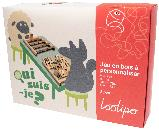 Qui suis
-je?
Jeu en bois à
personnaliser
loolipo